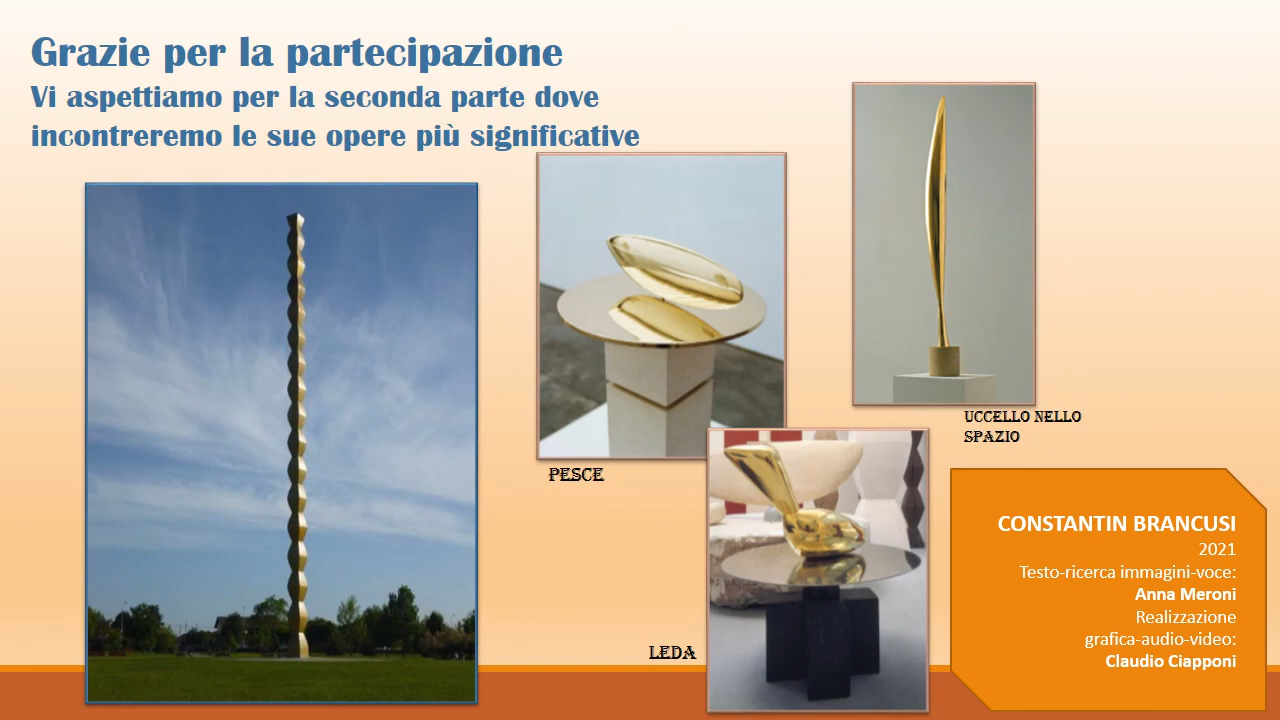 Grazie per la partecipazione
Vi aspettiamo per la seconda parte dove
incontreremo le sue opere più significative
UCCELLO NELLO
SPAZIO
PESCE
LEDA
CONSTANTIN BRANCUSI
2021
Testo-ricerca immagini-voce:
Anna Meroni
Realizzazione
grafica-audio-video:
Claudio Ciapponi